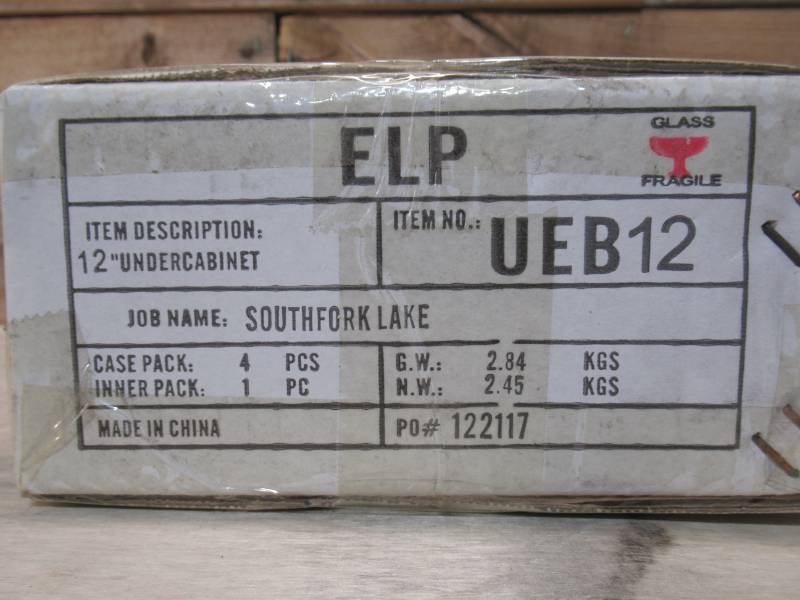 ELP
GLASS
FRAGILE
ITEM DESCRIPTION:
12"UNDERCABINET
ITEM NO.: UEB12
JOB NAME: SOUTHFORK LAKE
CASE PACK: 4 PCS
INNER PACK: 1 PC
G.W.: 2.84 KGS
N.W.: 2.45 KGS
MADE IN CHINA
PO# 122117